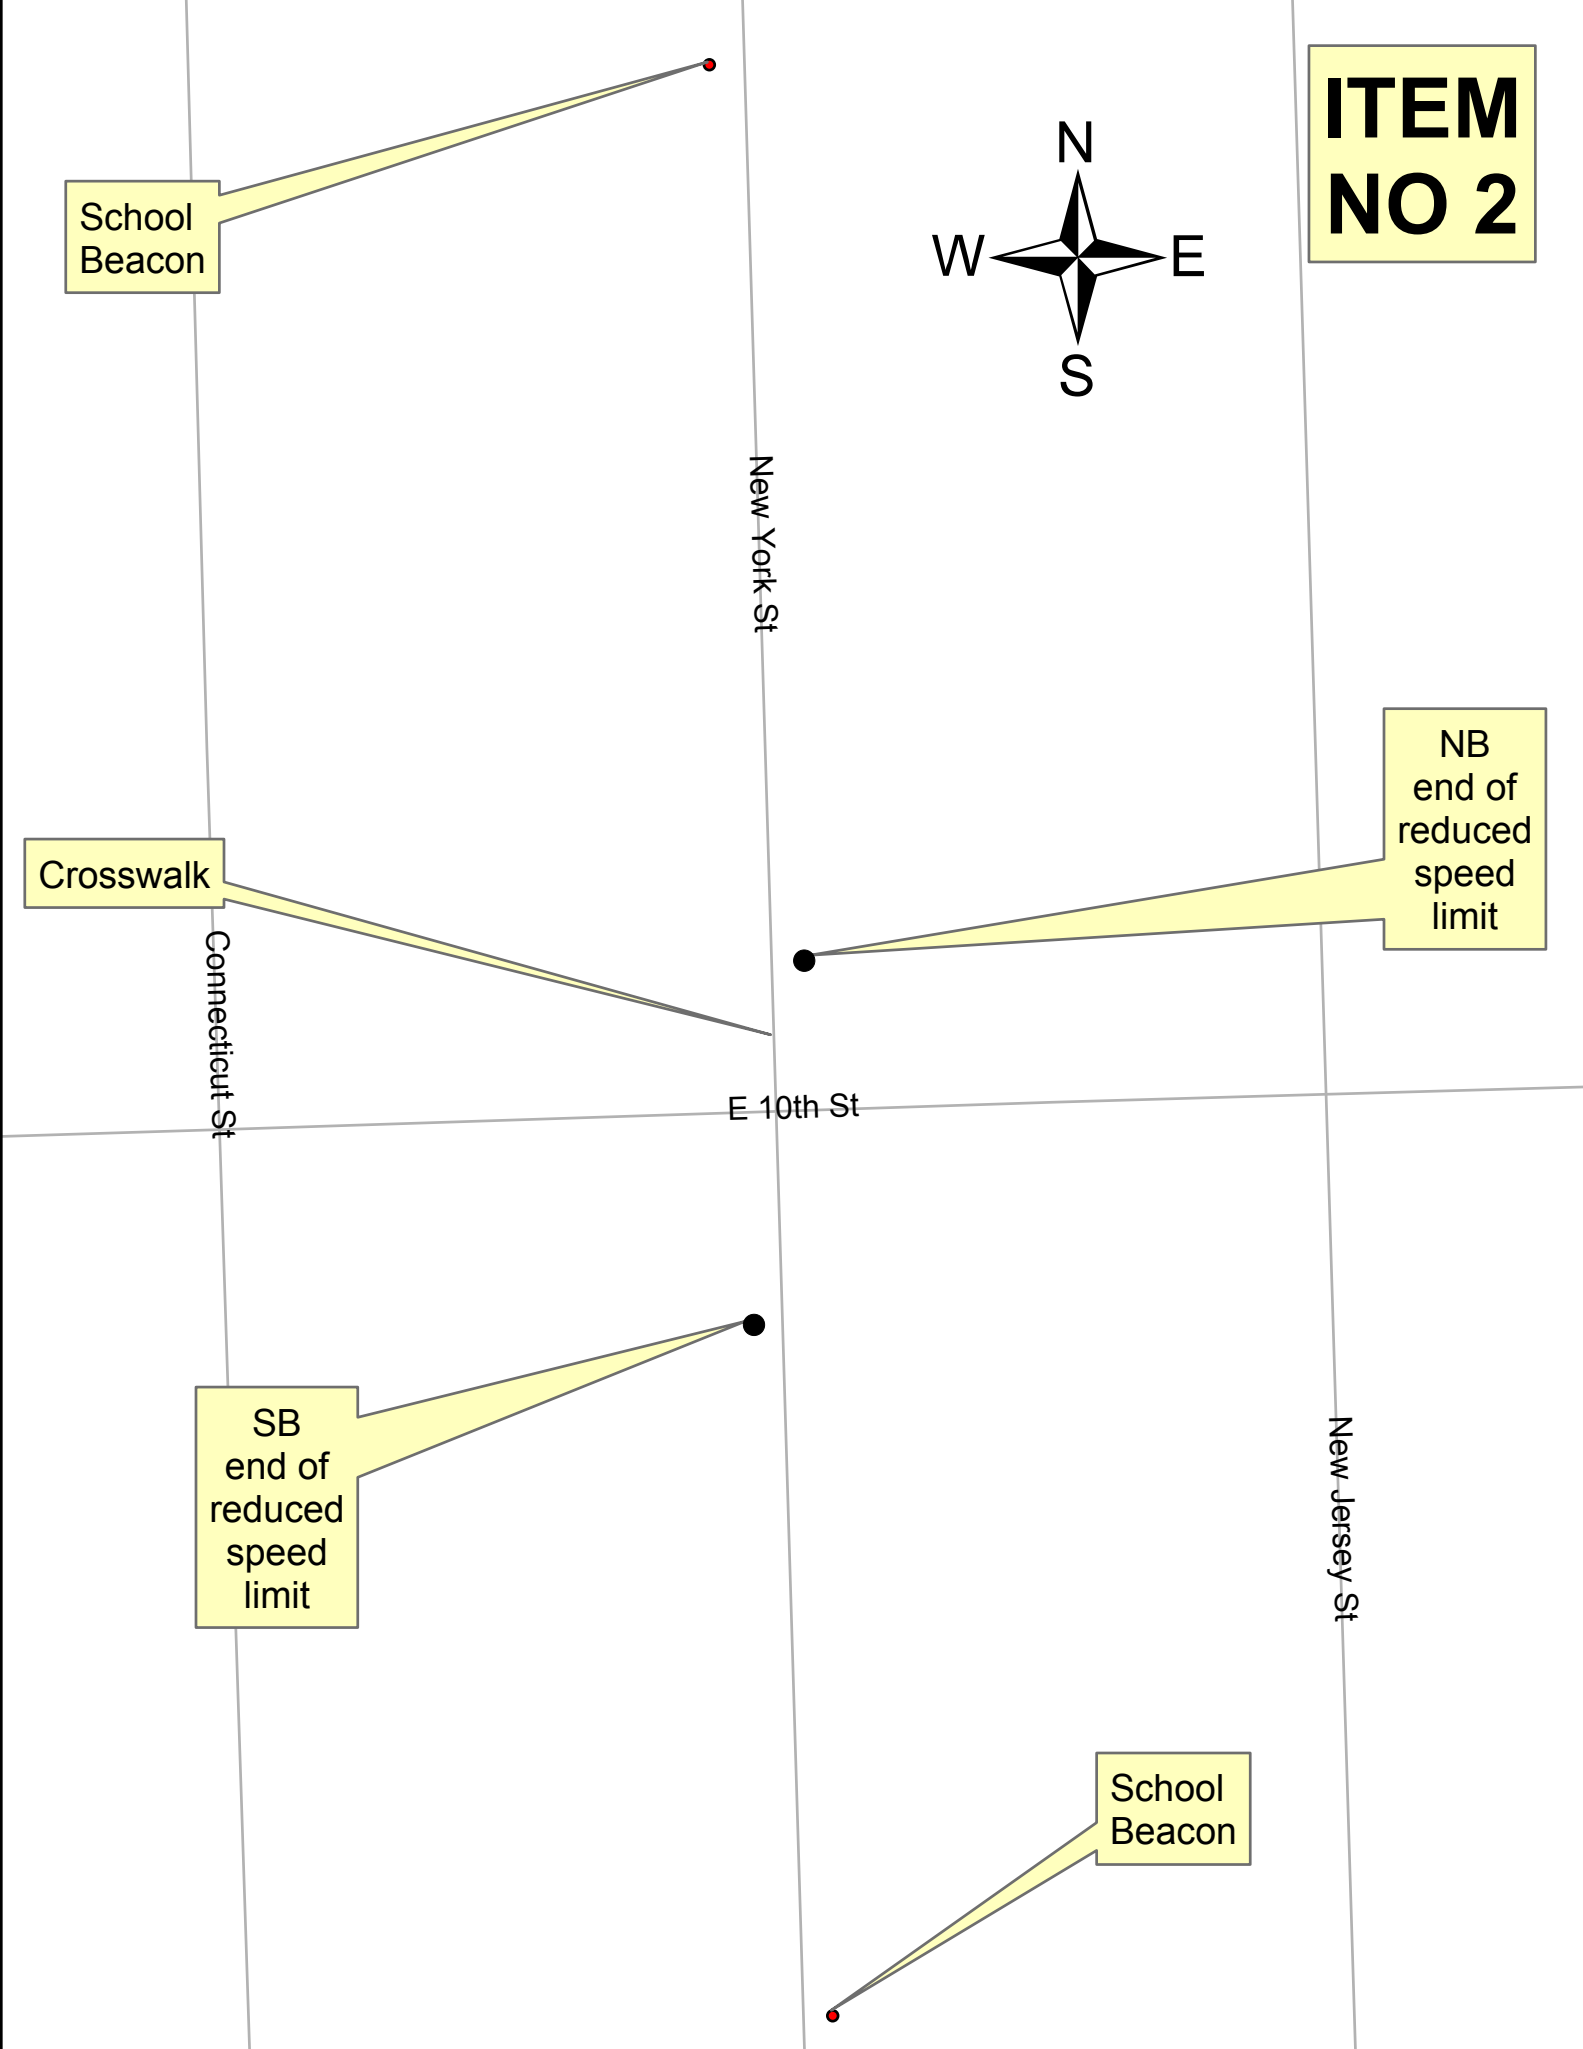 ITEM
NO 2
N
W
E
S
School
Beacon
New York St
NB
end of
reduced
speed
limit
Crosswalk
Connecticut St
E 10th St
SB
end of
reduced
speed
limit
New Jersey St
School
Beacon